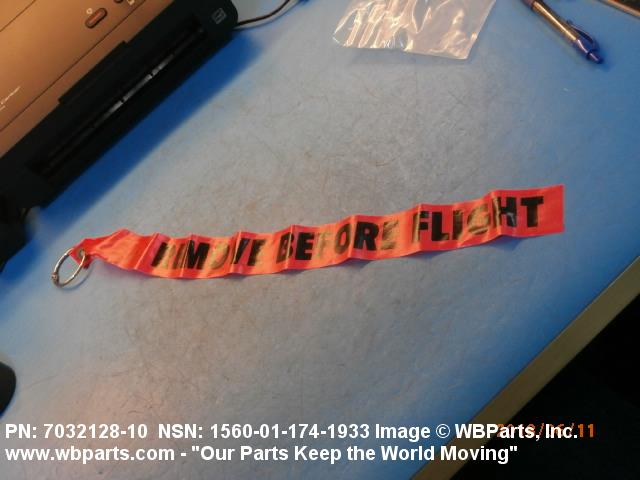 REMOVE BEFORE FLIGHT
PN: 7032128-10 NSN: 1560-01-174-1933 Image © WBParts, Inc.
www.wbparts.com - "Our Parts Keep the World Moving"